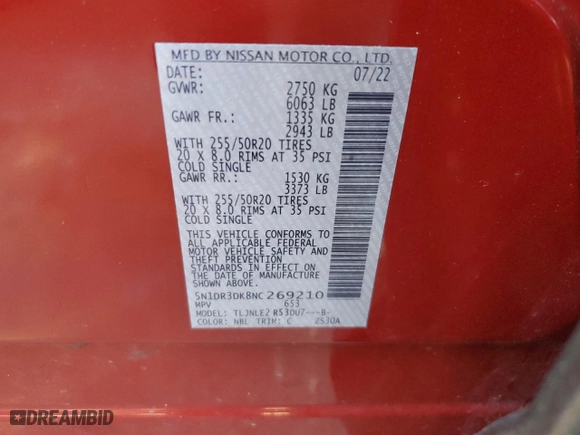 MFD BY NISSAN MOTOR CO., LTD.
DATE: 07/22
GVWR: 2750 KG
6063 LB
GAWR FR.: 1335 KG
2943 LB
WITH 255/50R20 TIRES
20 X 8.0 RIMS AT 35 PSI
COLD SINGLE
GAWR RR.: 1530 KG
3373 LB
WITH 255/50R20 TIRES
20 X 8.0 RIMS AT 35 PSI
COLD SINGLE
THIS VEHICLE CONFORMS TO
ALL APPLICABLE FEDERAL
MOTOR VEHICLE SAFETY AND
THEFT PREVENTION
STANDARDS IN EFFECT ON
THE DATE OF MANUFACTURE
SHOWN ABOVE.
5N1DR3DK8NC269210
MPV 653
MODEL: TLJNLE2 R53DU7---B-
COLOR: NBL TRIM: C ZS30A
DREAMBID